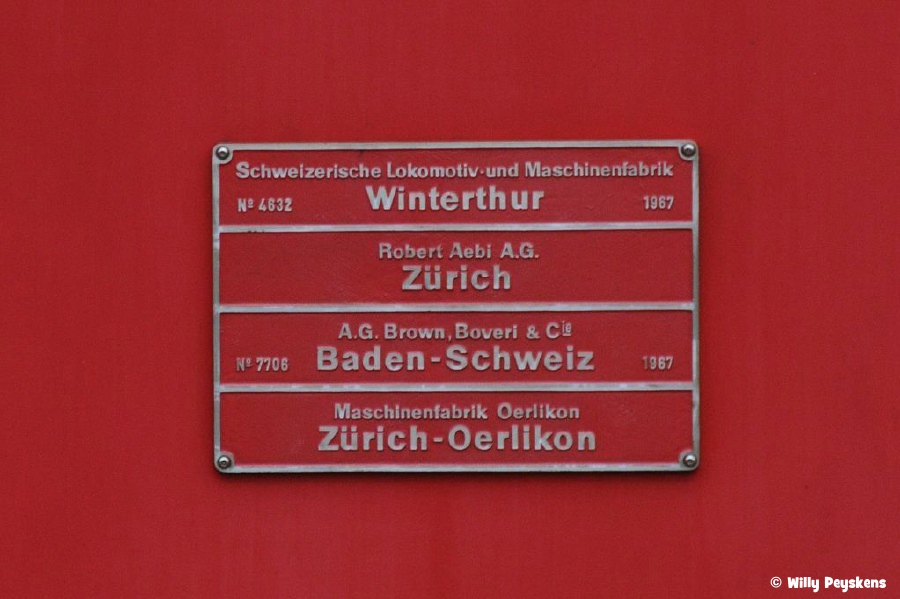 Schweizerische Lokomotiv-und Maschinenfabrik
Winterthur
Nº 4632 1967
Robert Aebi A.G.
Zürich
A.G. Brown, Boveri & Cie
Baden-Schweiz
Nº 7706 1967
Maschinenfabrik Oerlikon
Zürich-Oerlikon
© Willy Peyskens